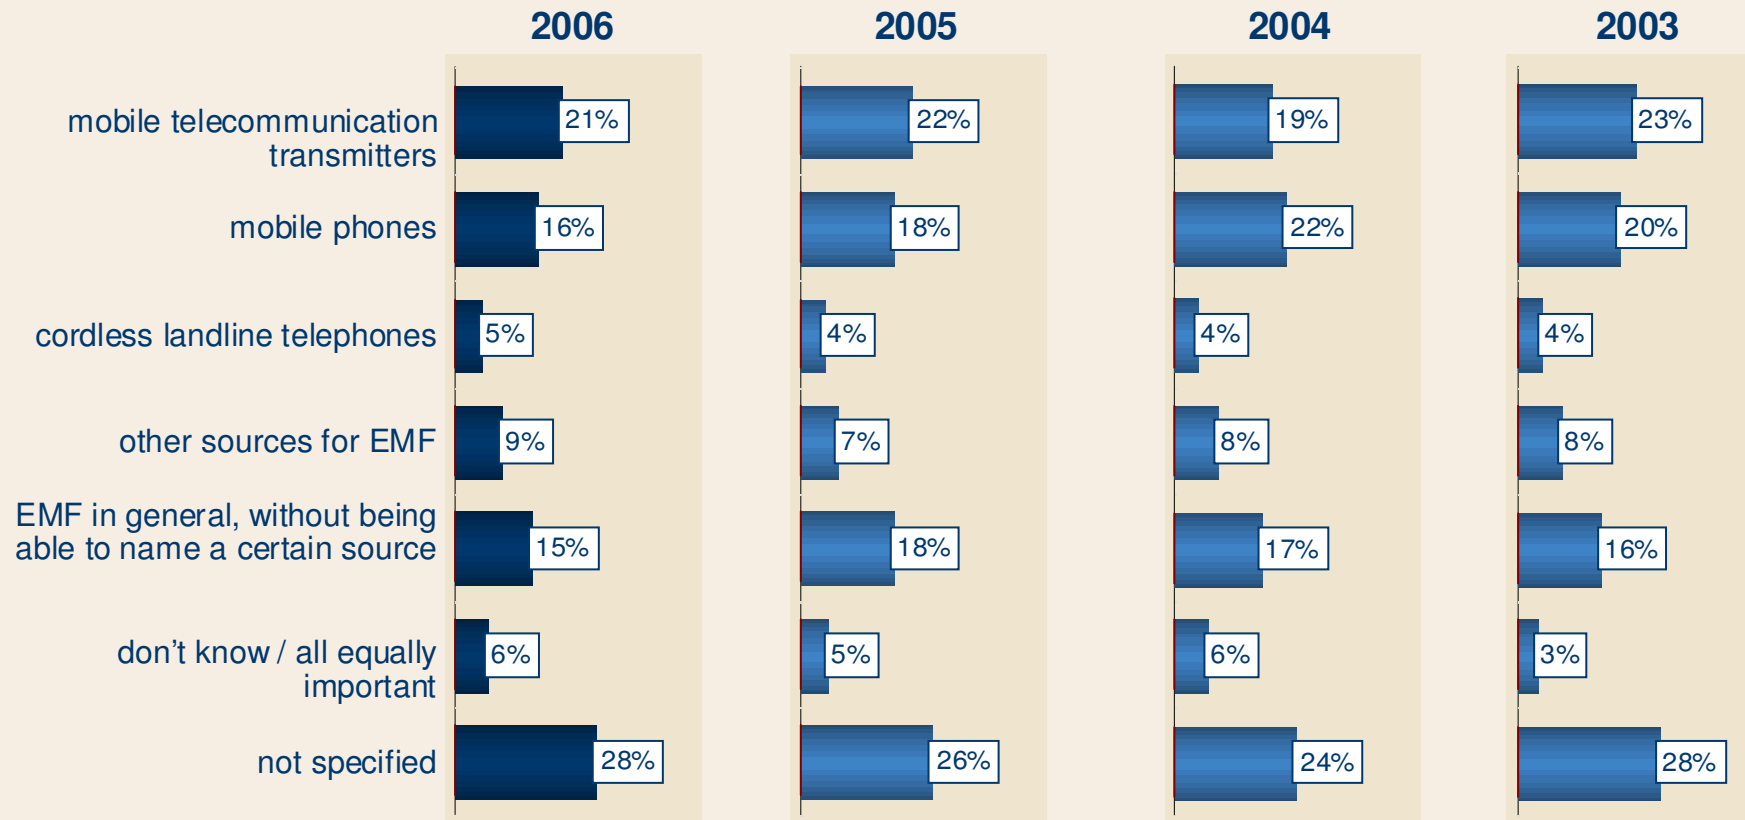 2006 2005 2004 2003
mobile telecommunication
transmitters
21% 22% 19% 23%
mobile phones 16% 18% 22% 20%
cordless landline telephones 5% 4% 4% 4%
other sources for EMF 9% 7% 8% 8%
EMF in general, without being
able to name a certain source
15% 18% 17% 16%
don’t know / all equally
important
6% 5% 6% 3%
not specified 28% 26% 24% 28%